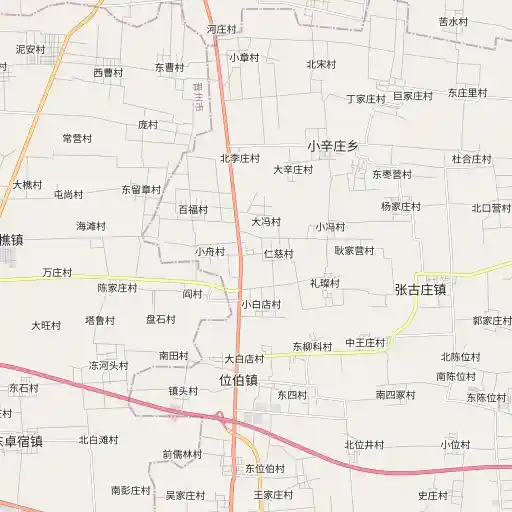 苦水村
河庄村
泥安村
小章村
北宋村
西曹村
东曹村
东庄里村
巨家庄村
丁家庄村
晋州市
庞村
常营村
小辛庄乡
北李庄村
杜合庄村
大辛庄村
东枣营村
大樵村
屯尚村
东留章村
杨家庄村
百福村
北口营村
大冯村
海滩村
小冯村
樵镇
小舟村
仁慈村
耿家营村
万庄村
礼璨村
陈家庄村
阎村
张古庄镇
小白店村
大旺村
塔鲁村
盘石村
郭家庄村
中王庄村
东柳科村
南田村
大白店村
北陈位村
冻河头村
位伯镇
南陈位村
东石村
镇头村
东四村
南四冢村
东陈位村
庄村
东卓宿镇
北白滩村
北位井村
小位村
前儒林村
东位伯村
南彭庄村
吴家庄村
王家庄村
史庄村